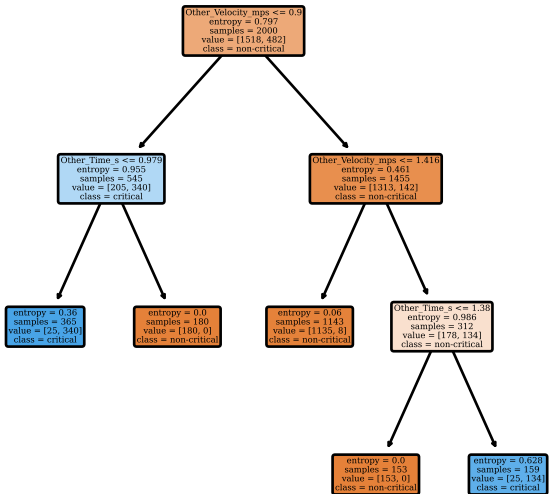 Other_Velocity_mps <= 0.9
entropy = 0.797
samples = 2000
value = [1518, 482]
class = non-critical
Other_Time_s <= 0.979
entropy = 0.955
samples = 545
value = [205, 340]
class = critical
Other_Velocity_mps <= 1.416
entropy = 0.461
samples = 1455
value = [1313, 142]
class = non-critical
entropy = 0.36
samples = 365
value = [25, 340]
class = critical
entropy = 0.0
samples = 180
value = [180, 0]
class = non-critical
entropy = 0.06
samples = 1143
value = [1135, 8]
class = non-critical
Other_Time_s <= 1.38
entropy = 0.986
samples = 312
value = [178, 134]
class = non-critical
entropy = 0.0
samples = 153
value = [153, 0]
class = non-critical
entropy = 0.628
samples = 159
value = [25, 134]
class = critical